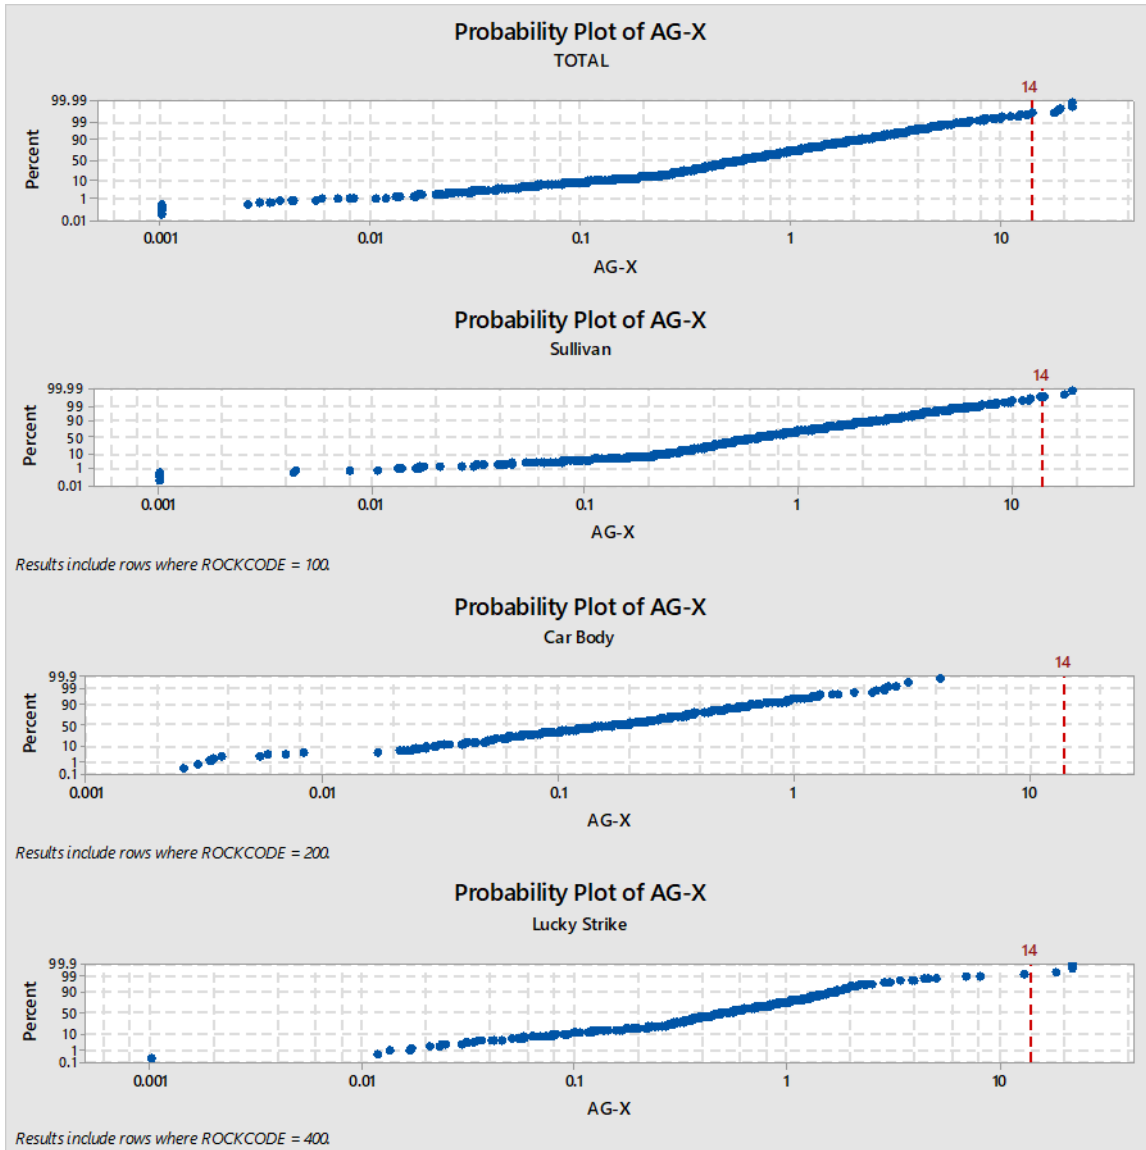 Probability Plot of AG-X
TOTAL
14
99.99
99
90
50
10
1
0.01
Percent
0.001 0.01 0.1 1 10
AG-X
Probability Plot of AG-X
Sullivan
14
99.99
99
90
50
10
1
0.01
Percent
0.001 0.01 0.1 1 10
AG-X
Results include rows where ROCKCODE = 100.
Probability Plot of AG-X
Car Body
14
99.9
99
90
50
10
1
0.1
Percent
0.001 0.01 0.1 1 10
AG-X
Results include rows where ROCKCODE = 200.
Probability Plot of AG-X
Lucky Strike
14
99.9
99
90
50
10
1
0.1
Percent
0.001 0.01 0.1 1 10
AG-X
Results include rows where ROCKCODE = 400.